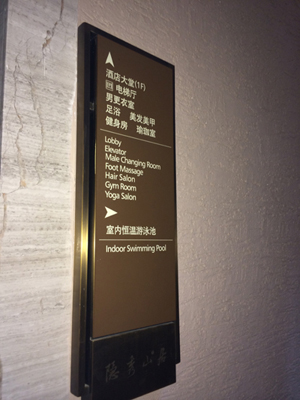 酒店大堂(1F)
电梯厅
男更衣室
足浴 美发美甲
健身房 瑜珈室
Lobby
Elevator
Male Changing Room
Foot Massage
Hair Salon
Gym Room
Yoga Salon
室内恒温游泳池
Indoor Swimming Pool